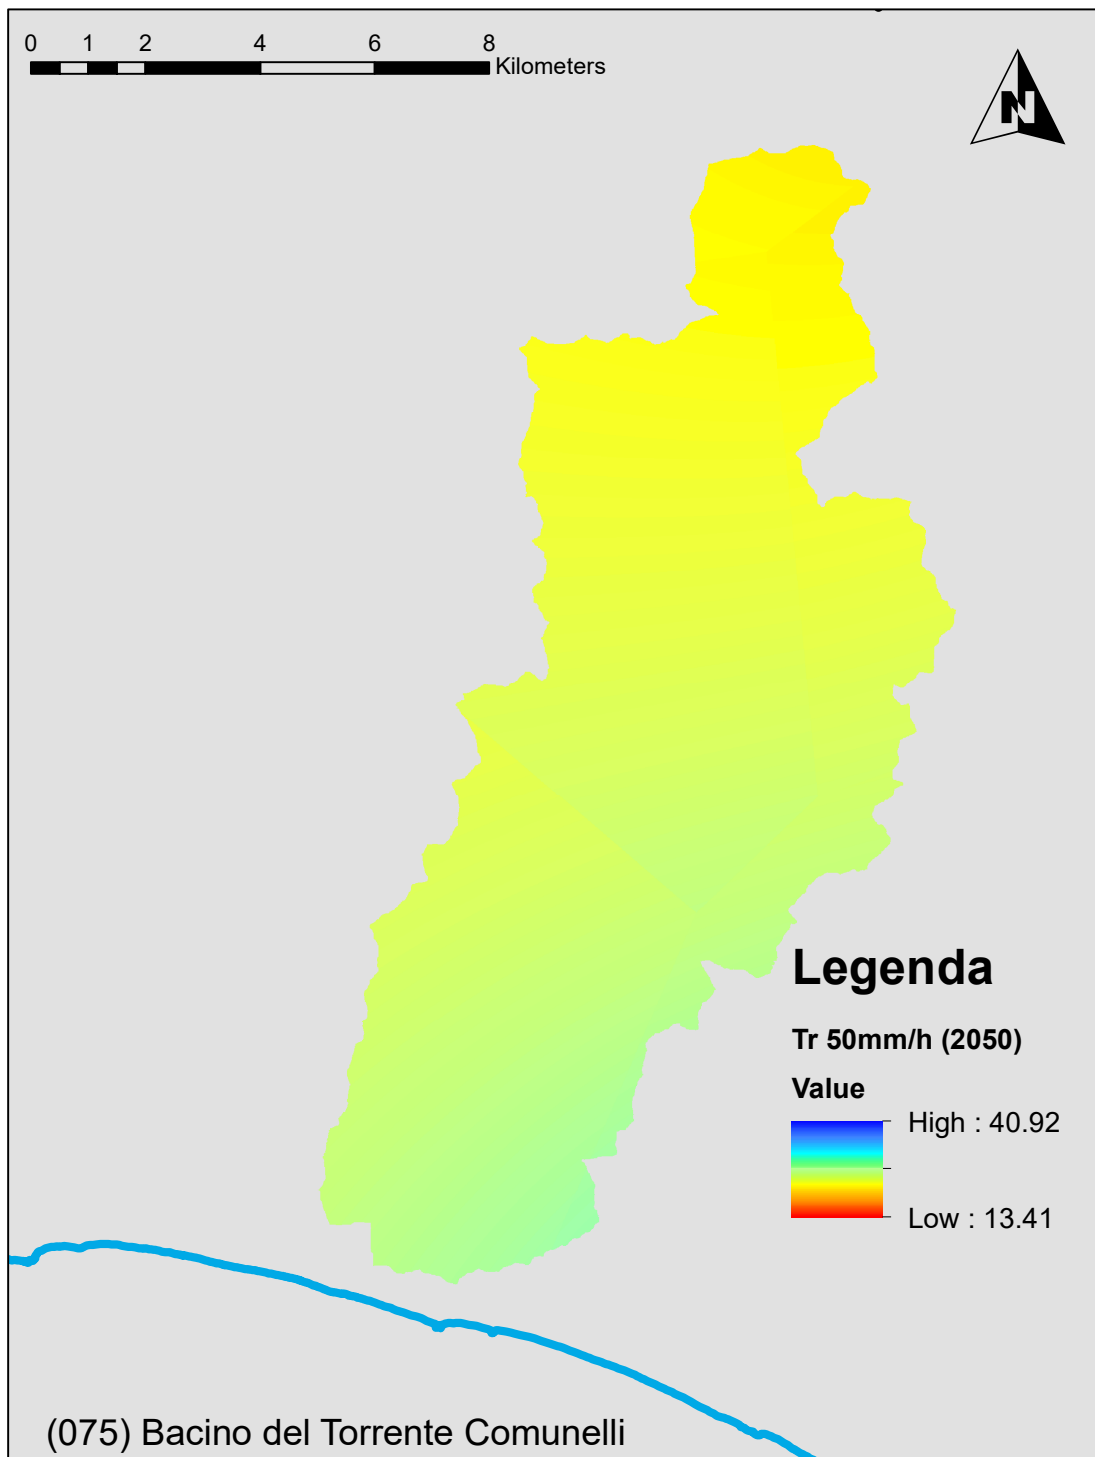 0 1 2 4 6 8
Kilometers
N
Legenda
Tr 50mm/h (2050)
Value
High : 40.92
Low : 13.41
(075) Bacino del Torrente Comunelli